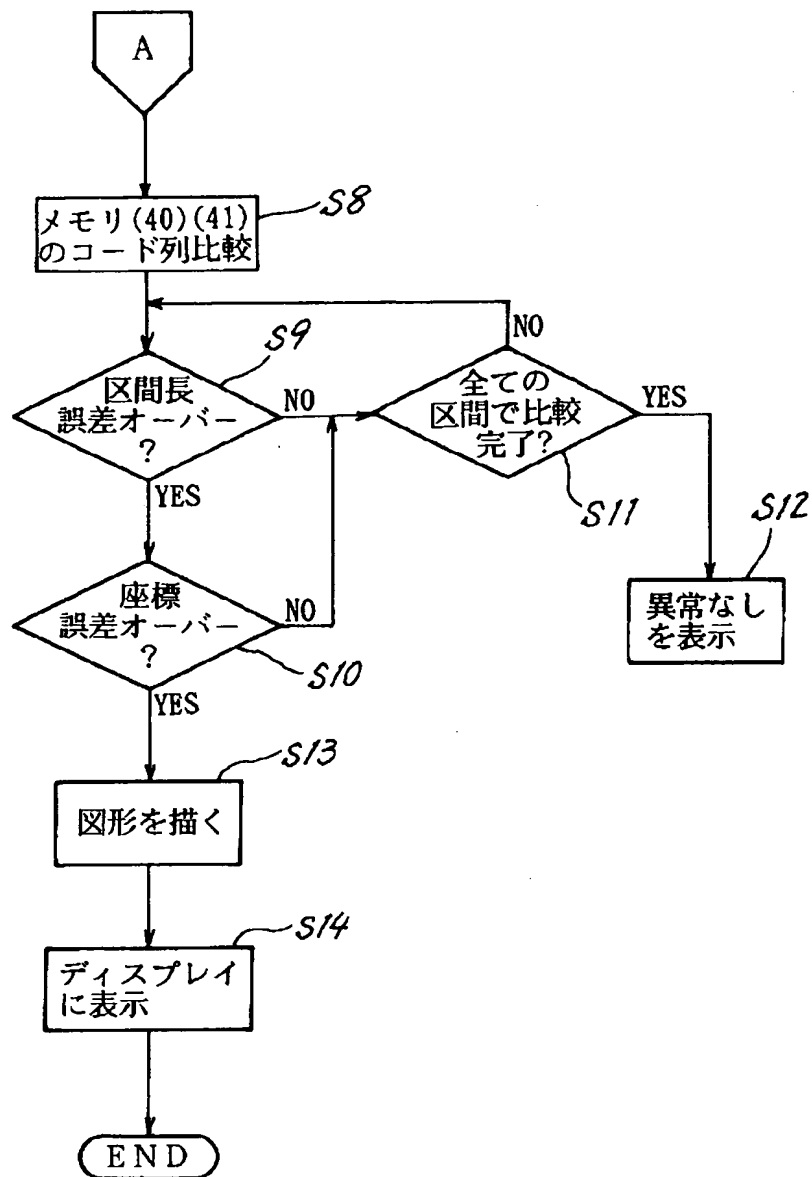 A
メモリ(40)(41)
のコード列比較
S8
NO
S9
区間長
誤差オーバー
?
NO
YES
全ての
区間で比較
完了?
YES
S11
S12
異常なし
を表示
座標
誤差オーバー
?
NO
S10
YES
S13
図形を描く
S14
ディスプレイ
に表示
END